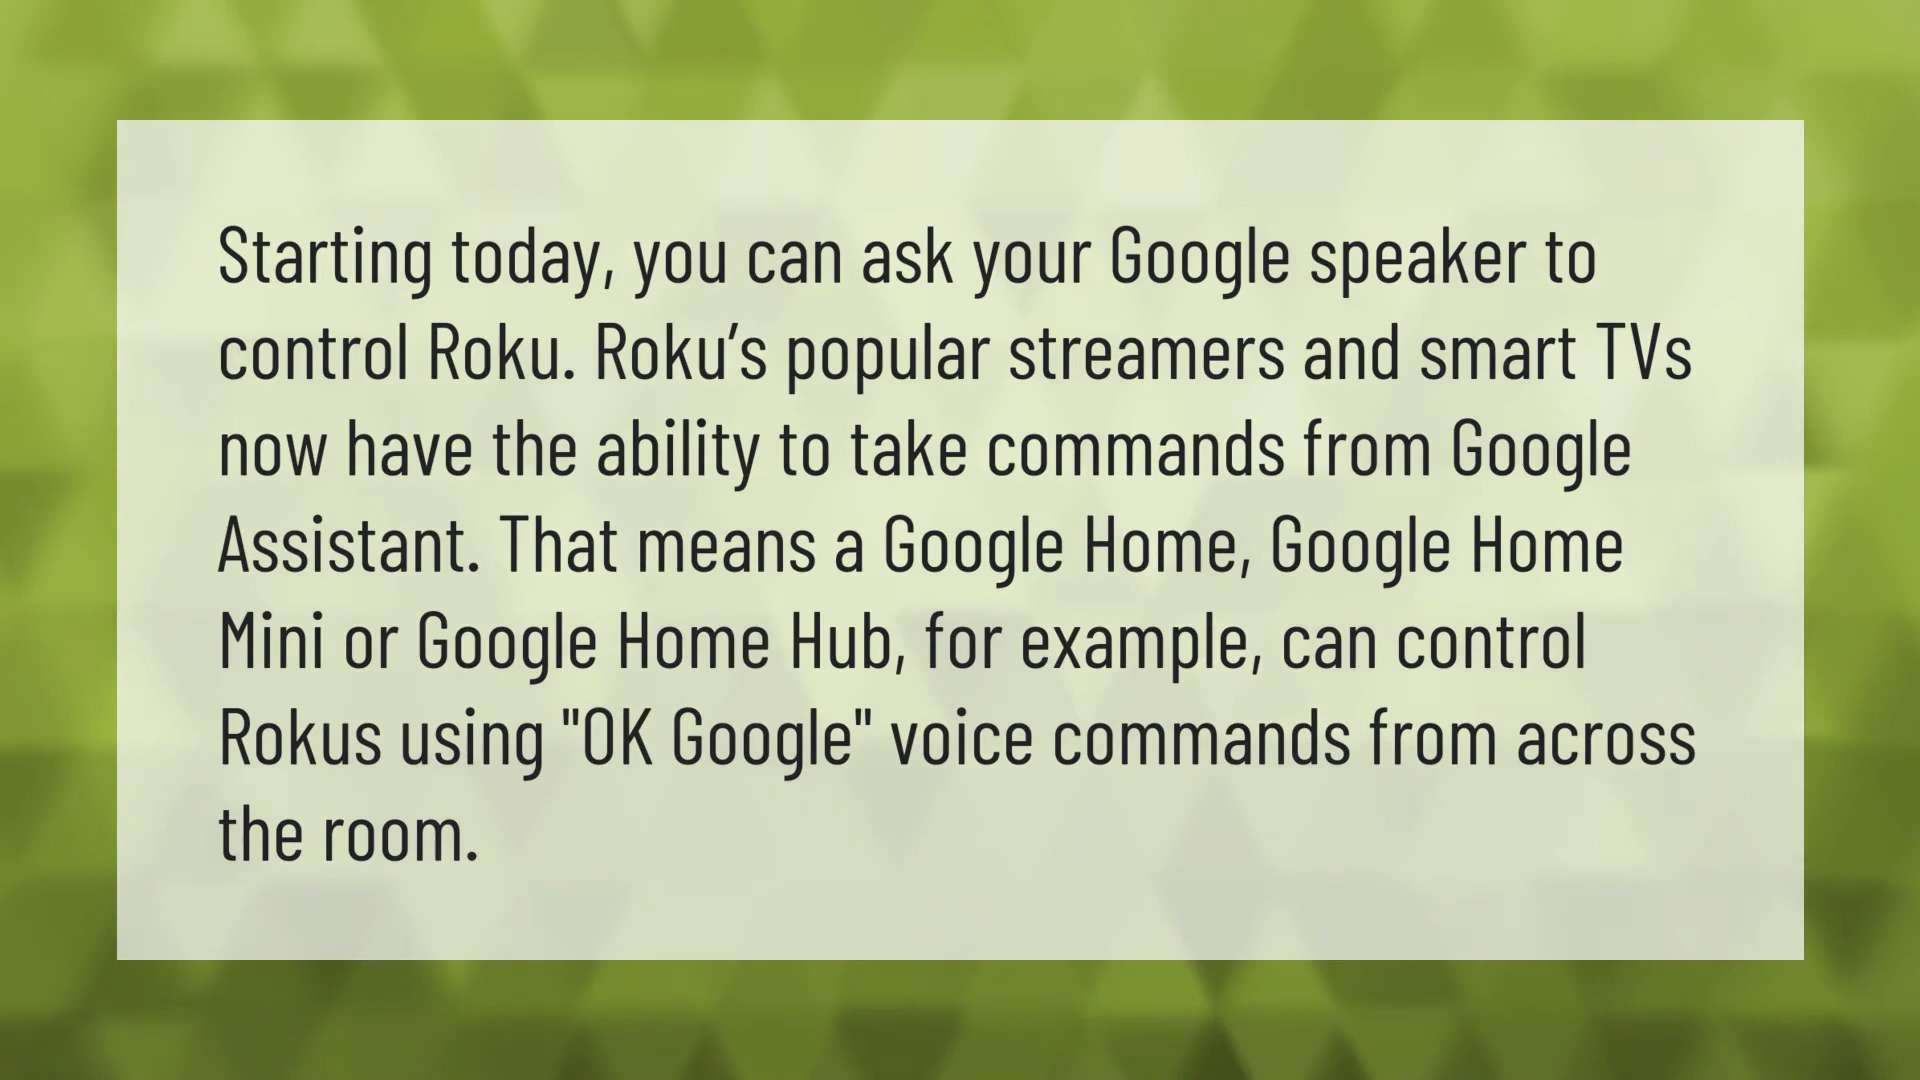 Starting today, you can ask your Google speaker to
control Roku. Roku’s popular streamers and smart TVs
now have the ability to take commands from Google
Assistant. That means a Google Home, Google Home
Mini or Google Home Hub, for example, can control
Rokus using "OK Google" voice commands from across
the room.